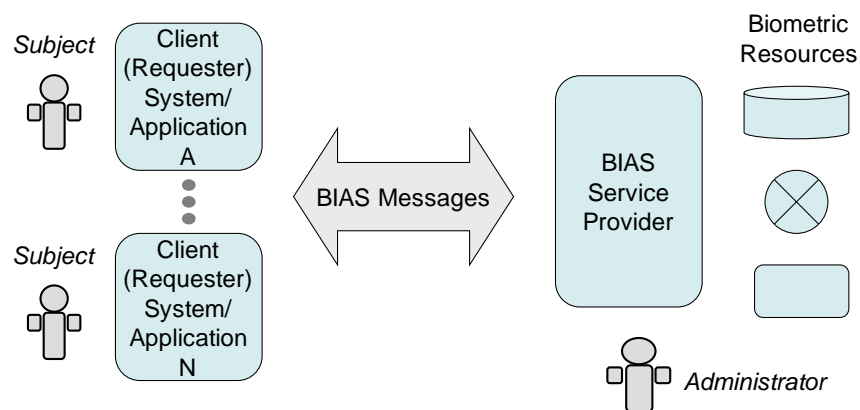 Subject
Client
(Requester)
System/
Application
A
Subject
Client
(Requester)
System/
Application
N
BIAS Messages
BIAS
Service
Provider
Biometric
Resources
Administrator